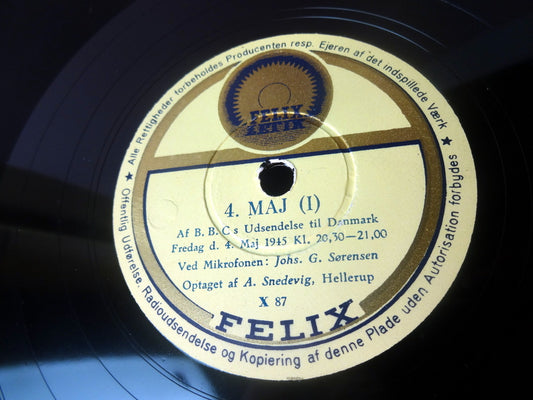 ★ Alle Rettigheder forbeholdes Producenten resp. Ejeren af det indspillede Værk ★
FELIX
4. MAJ (I)
Af B. B. C s Udsendelse til Danmark
Fredag d. 4. Maj 1945 Kl. 20,30—21,00
Ved Mikrofonen: Johs. G. Sørensen
Optaget af A. Snedevig, Hellerup
X 87
FELIX
Offentlig Udførelse, Radioudsendelse og Kopiering af denne Plade uden Autorisation forbydes